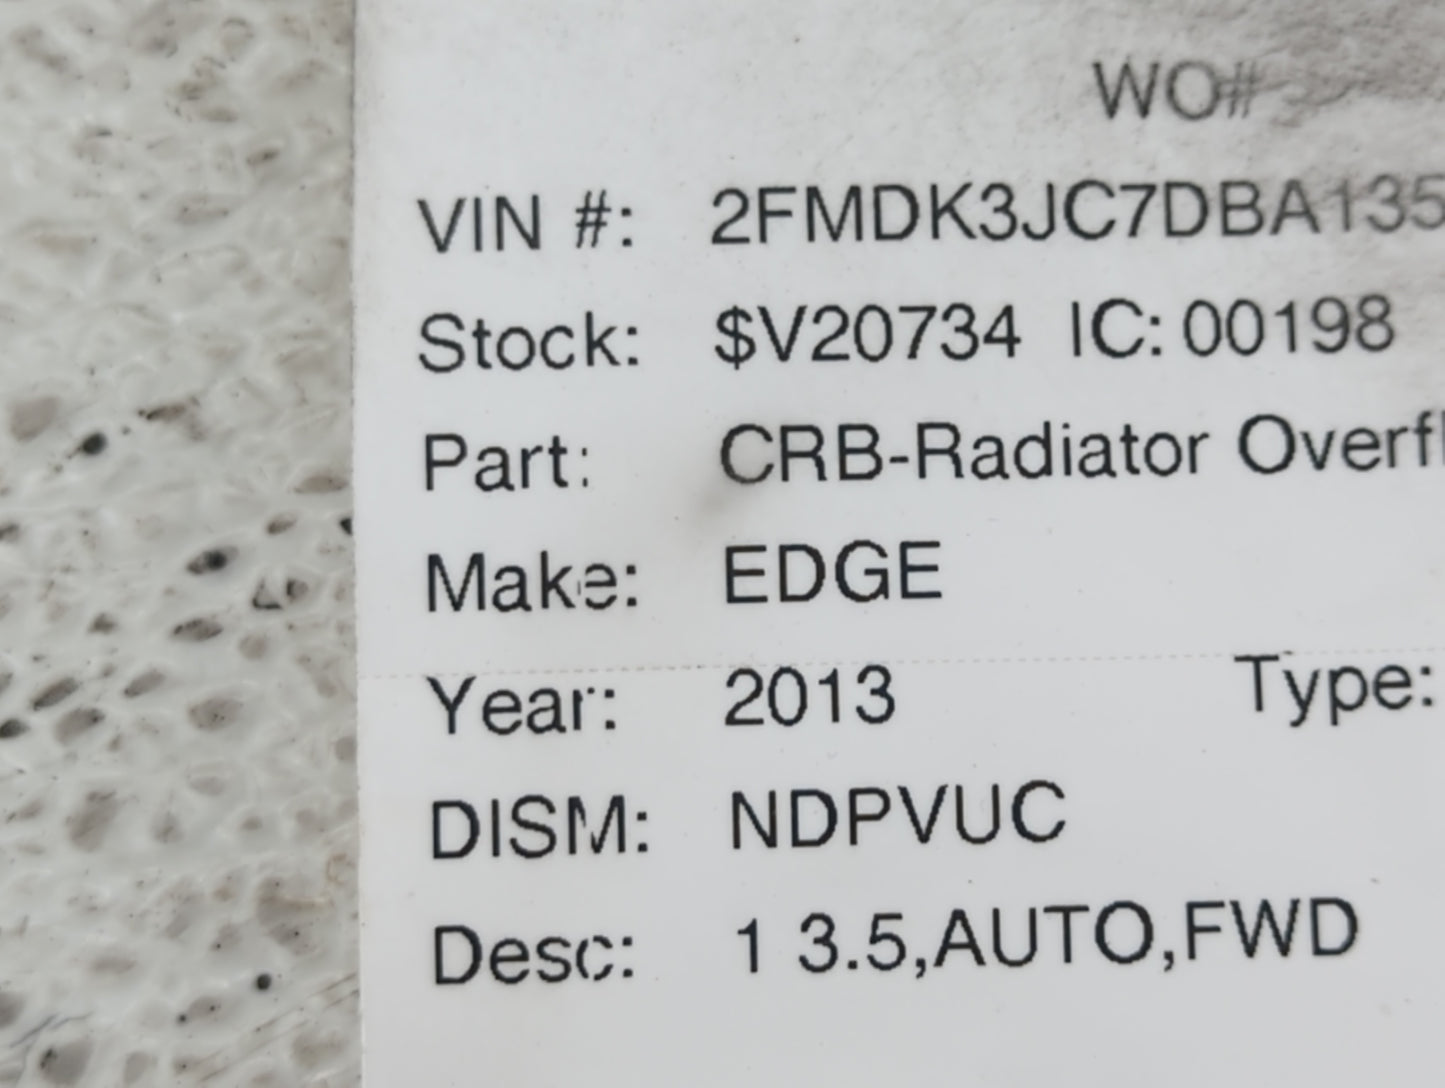 WO#
VIN #: 2FMDK3JC7DBA135
Stock: $V20734 IC: 00198
Part: CRB-Radiator Overfl
Make: EDGE
Year: 2013 Type:
DISM: NDPVUC
Desc: 1 3.5,AUTO,FWD